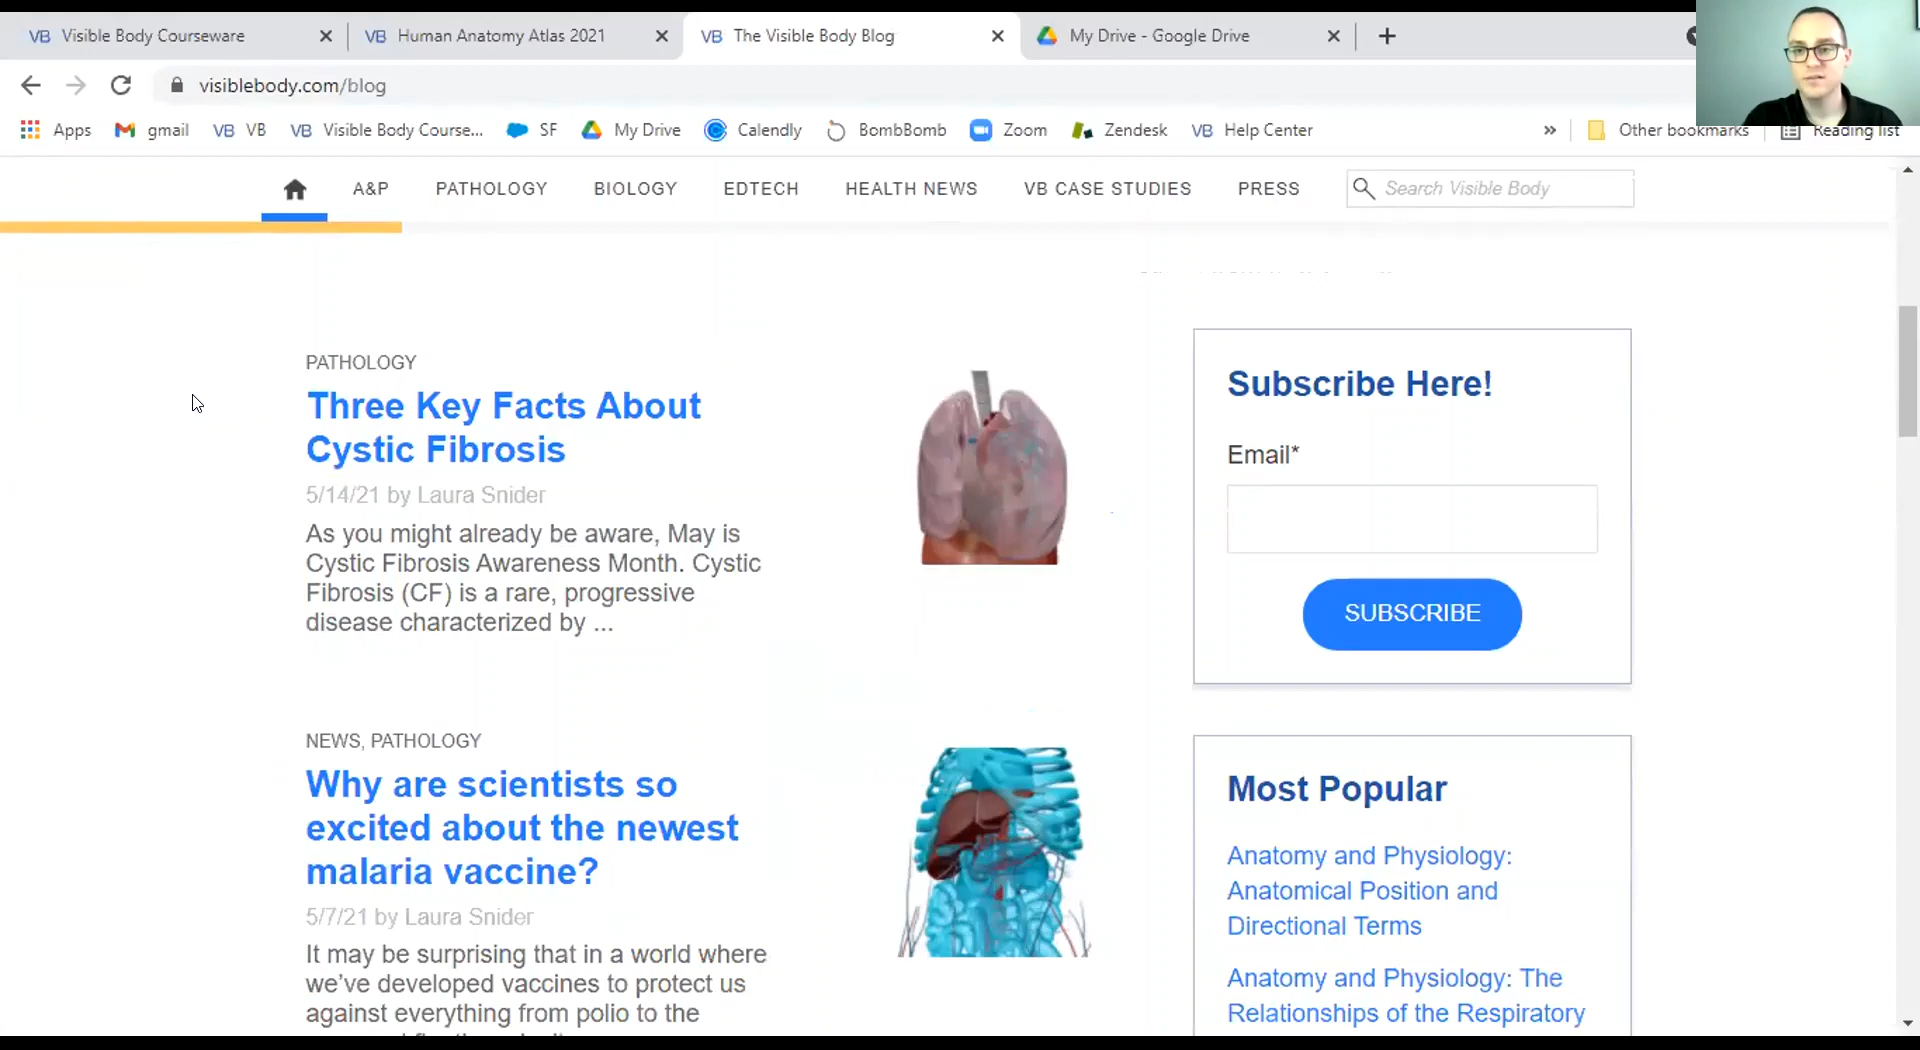 VB Visible Body Courseware
VB Human Anatomy Atlas 2021
VB The Visible Body Blog
My Drive - Google Drive
visiblebody.com/blog
Apps
gmail
VB VB
VB Visible Body Course...
SF
My Drive
Calendly
BombBomb
Zoom
Zendesk
VB Help Center
»
Other bookmarks
Reading list
A&P
PATHOLOGY
BIOLOGY
EDTECH
HEALTH NEWS
VB CASE STUDIES
PRESS
Search Visible Body
PATHOLOGY
Three Key Facts About
Cystic Fibrosis
5/14/21 by Laura Snider
As you might already be aware, May is
Cystic Fibrosis Awareness Month. Cystic
Fibrosis (CF) is a rare, progressive
disease characterized by ...
NEWS, PATHOLOGY
Why are scientists so
excited about the newest
malaria vaccine?
5/7/21 by Laura Snider
It may be surprising that in a world where
we've developed vaccines to protect us
against everything from polio to the
Subscribe Here!
Email*
SUBSCRIBE
Most Popular
Anatomy and Physiology:
Anatomical Position and
Directional Terms
Anatomy and Physiology: The
Relationships of the Respiratory